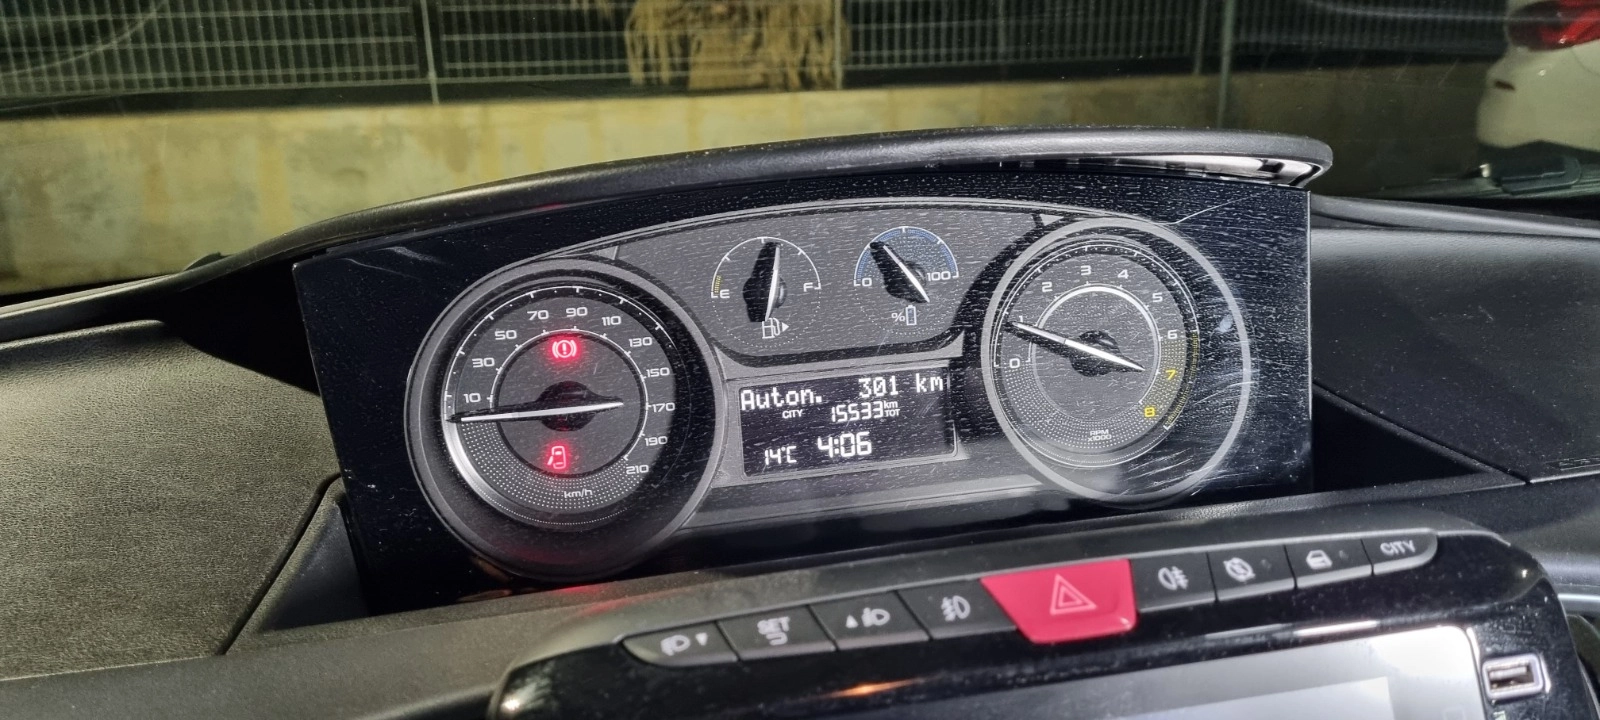 E F
0 100
%
10 30 50 70 90 110 130 150 170 190 210
km/h
Auton. 301 km
CITY 15533 km TOT
14°C 4:06
0 1 2 3 4 5 6 7 8
RPM x1000
SET
CITY